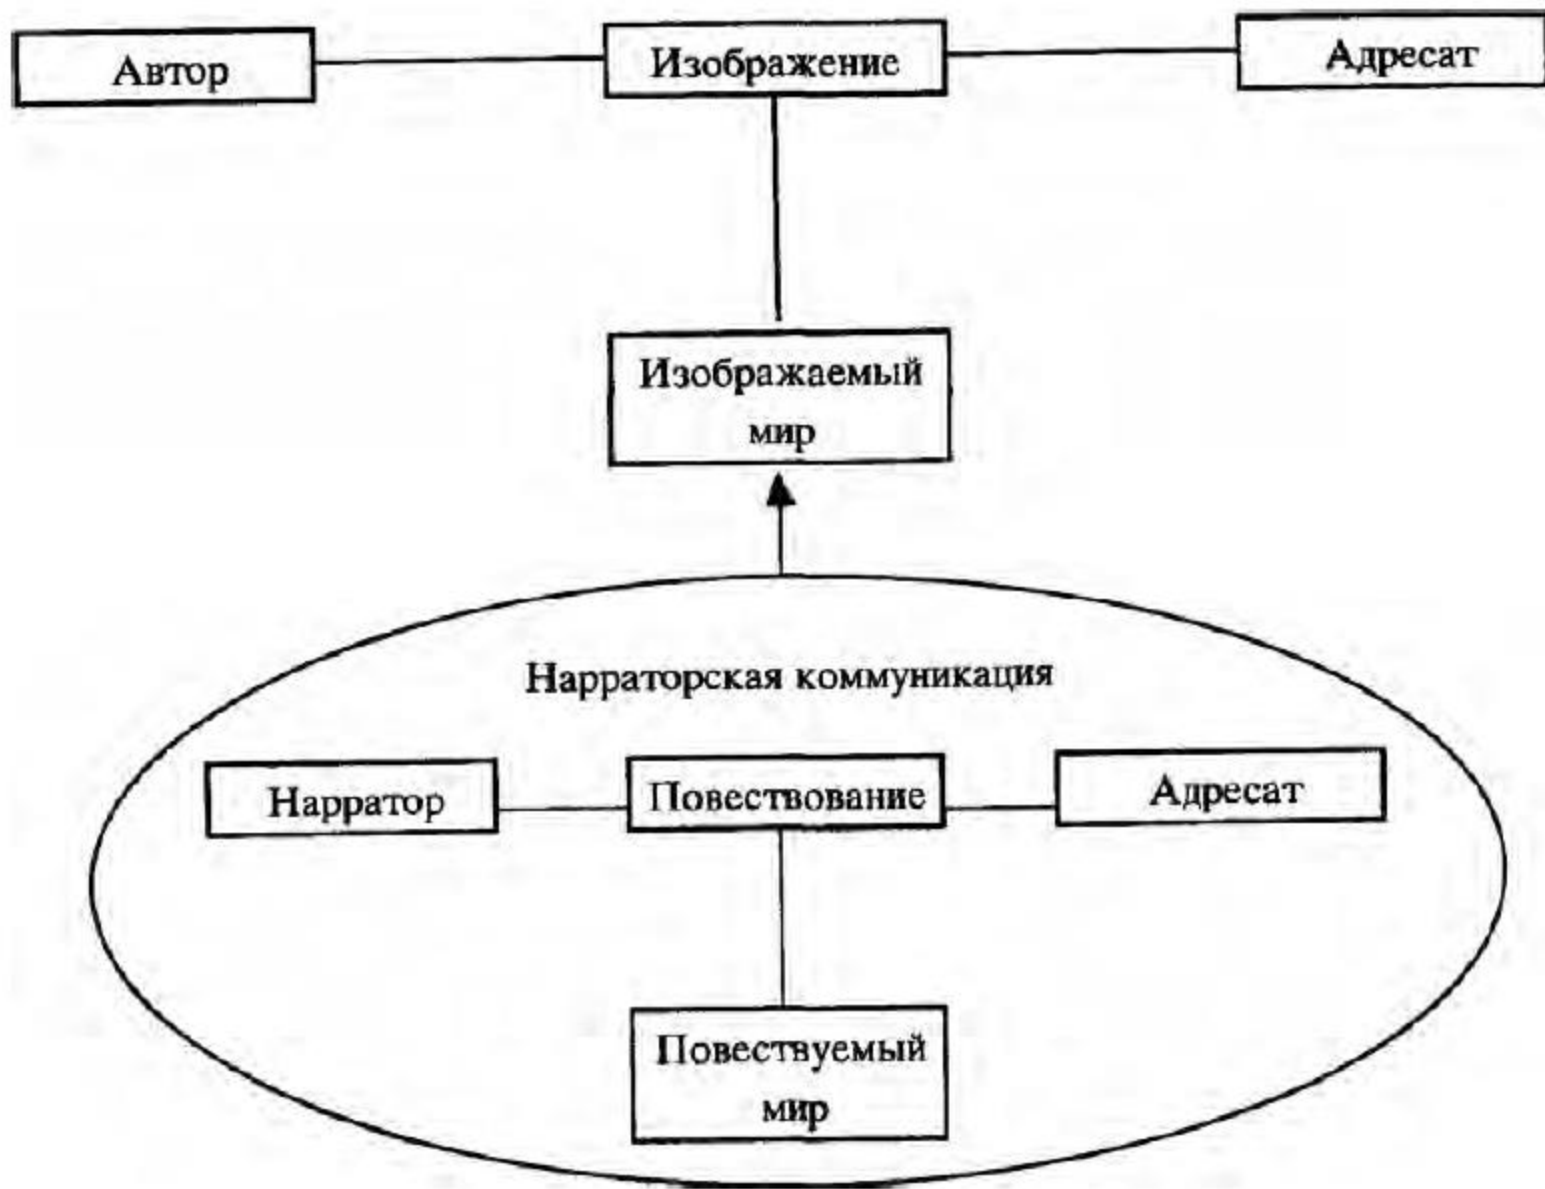 Автор
Изображение
Адресат
Изображаемый
мир
Нарраторская коммуникация
Нарратор
Повествование
Адресат
Повествуемый
мир